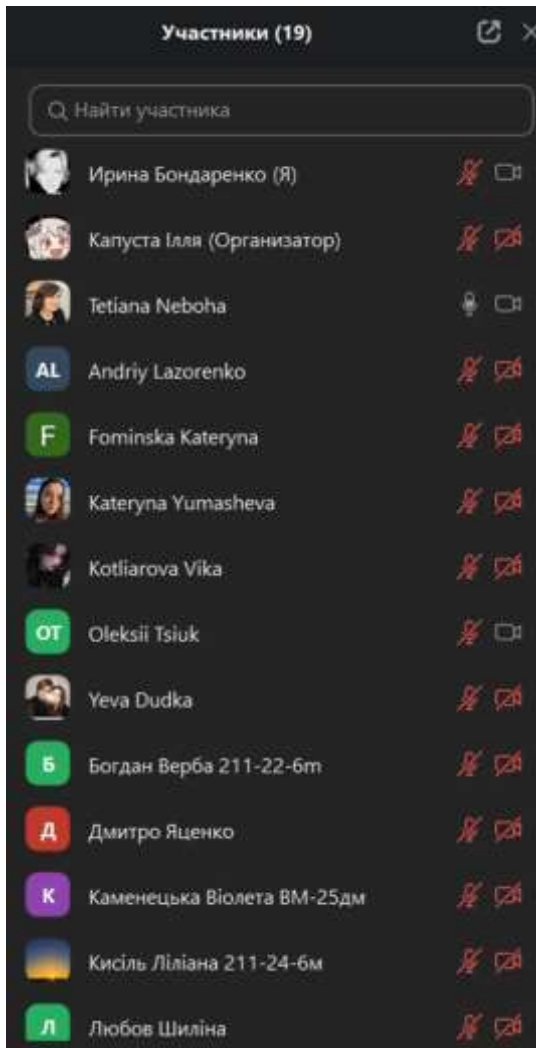 Участники (19)
Найти участника
Ирина Бондаренко (Я)
Капуста Ілля (Организатор)
Tetiana Neboha
AL Andriy Lazorenko
F Fominska Kateryna
Kateryna Yumasheva
Kotliarova Vika
OT Oleksii Tsiuk
Yeva Dudka
Б Богдан Верба 211-22-6m
Д Дмитро Яценко
К Каменецька Віолета ВМ-25дм
Кисіль Ліліана 211-24-6м
Л Любов Шиліна